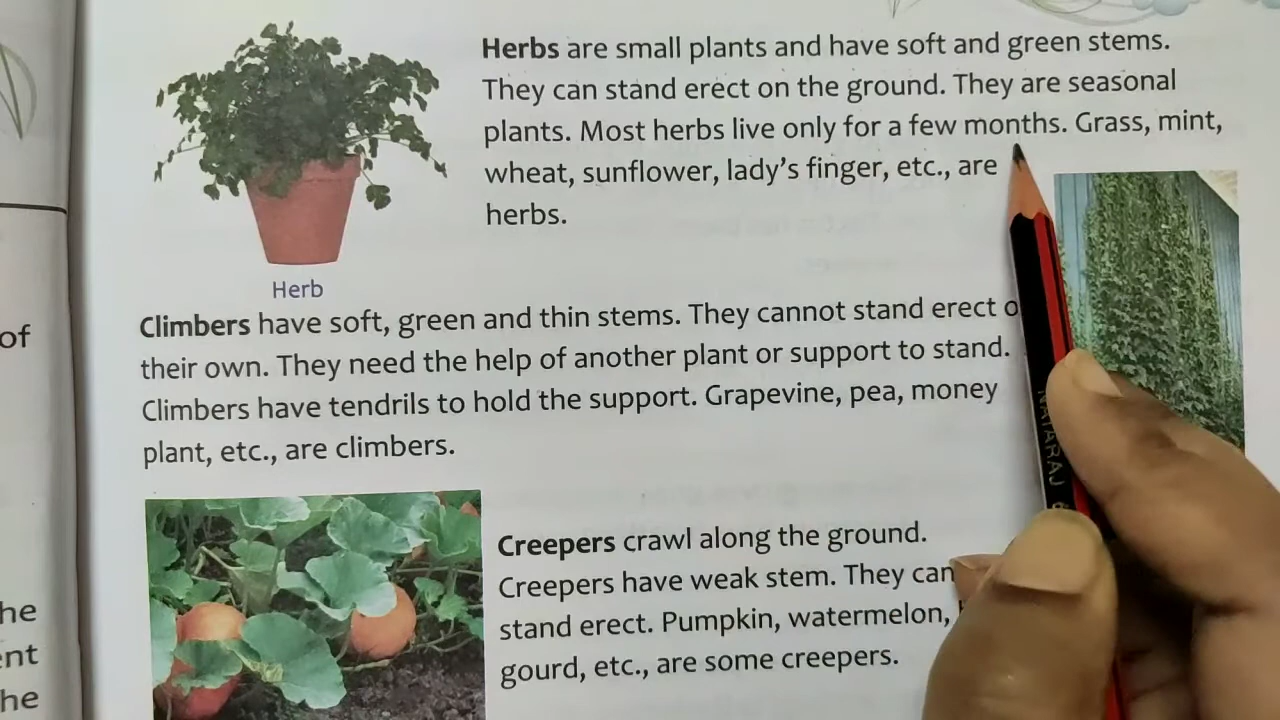 Herbs are small plants and have soft and green stems.
They can stand erect on the ground. They are seasonal
plants. Most herbs live only for a few months. Grass, mint,
wheat, sunflower, lady's finger, etc., are
herbs.
Herb
Climbers have soft, green and thin stems. They cannot stand erect
their own. They need the help of another plant or support to stand.
Climbers have tendrils to hold the support. Grapevine, pea, money
plant, etc., are climbers.
Creepers crawl along the ground.
Creepers have weak stem. They
stand erect. Pumpkin, watermelon,
gourd, etc., are some creepers.
of
NATARAJ